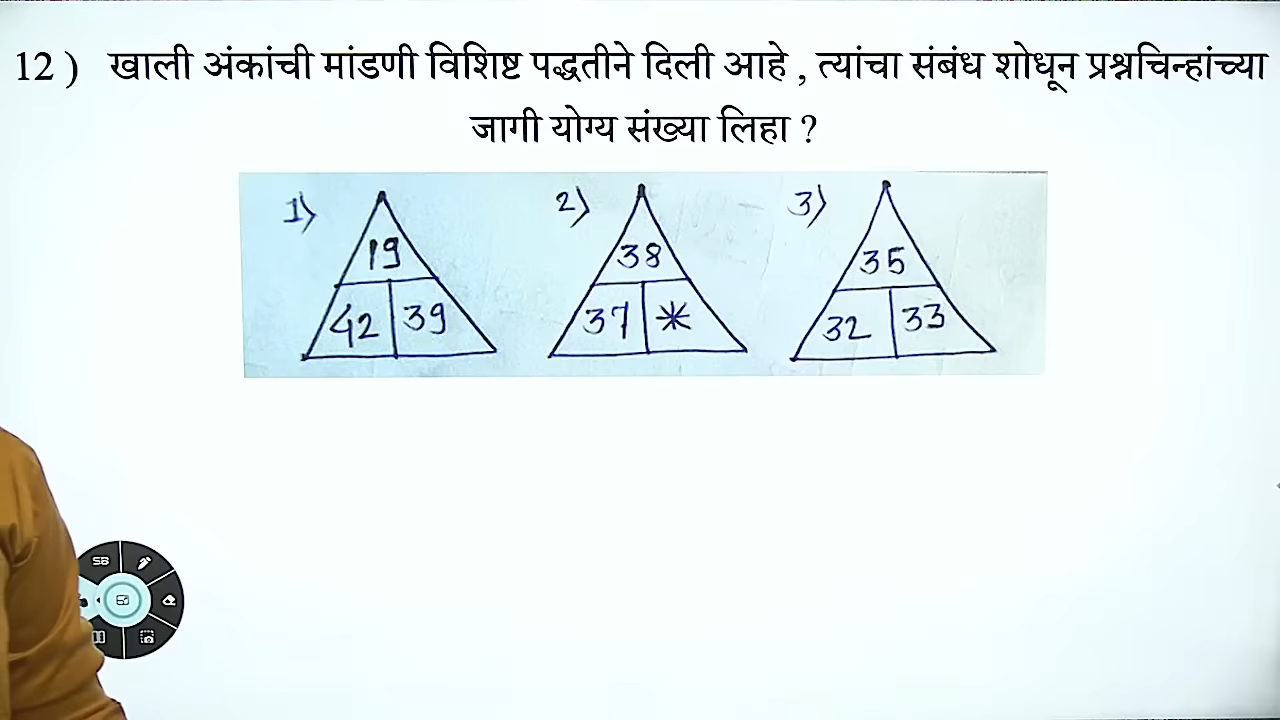 12 ) खाली अंकांची मांडणी विशिष्ट पद्धतीने दिली आहे , त्यांचा संबंध शोधून प्रश्नचिन्हांच्या
जागी योग्य संख्या लिहा ?
1) 2) 3)
19 38 35
42 39 37 * 32 33
SB